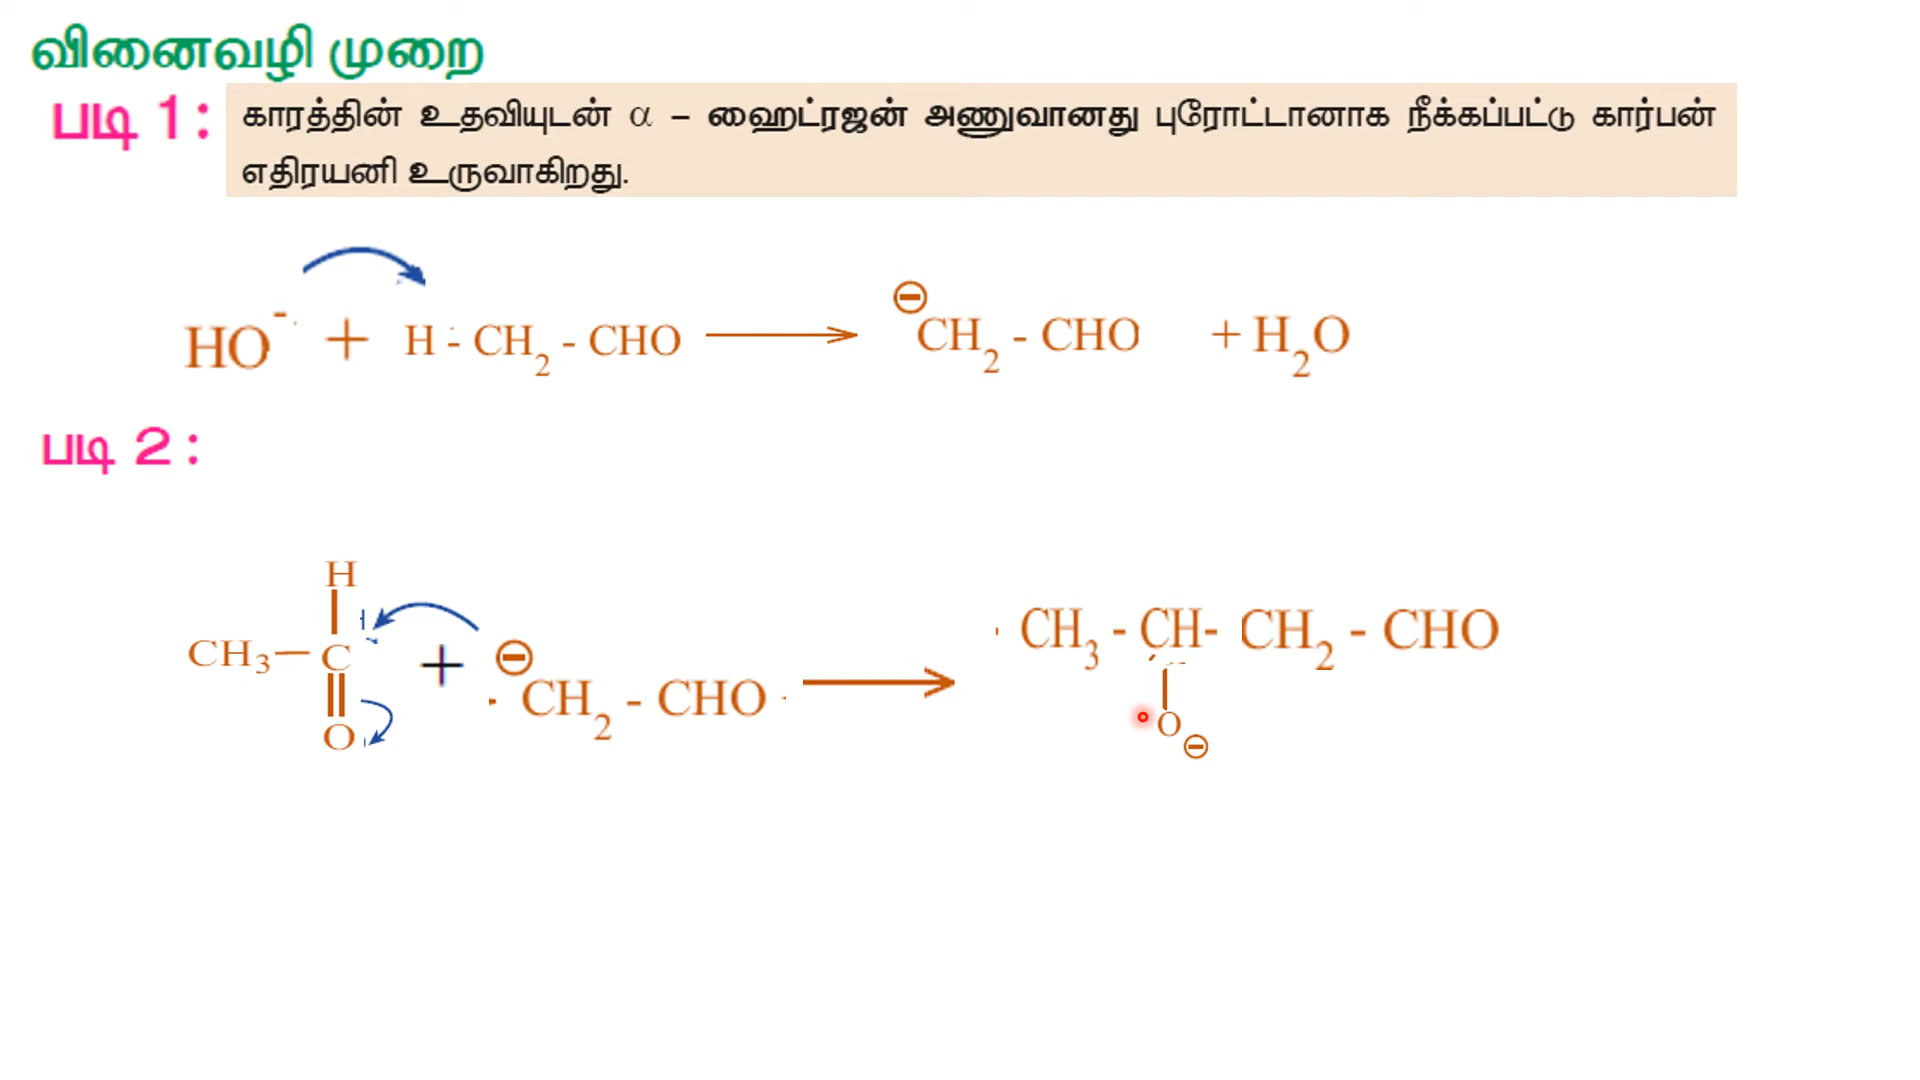 வினைவழி முறை
படி 1:
காரத்தின் உதவியுடன் α – ஹைட்ரஜன் அணுவானது புரோட்டானாக நீக்கப்பட்டு கார்பன்
எதிரயனி உருவாகிறது.
HO⁻ + H - CH₂ - CHO ⟶ ⊖CH₂ - CHO + H₂O
படி 2 :
H
CH₃ — C + ⊖CH₂ - CHO ⟶ CH₃ - CH - CH₂ - CHO
O O⊖